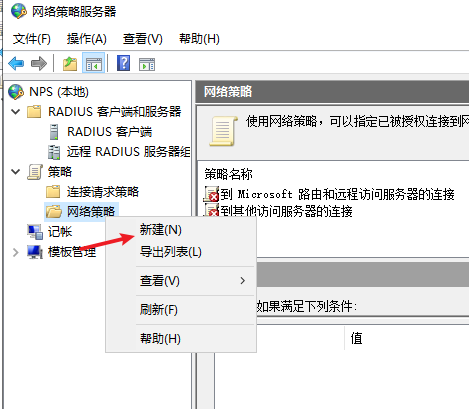 网络策略服务器
文件(F) 操作(A) 查看(V) 帮助(H)
NPS (本地)
RADIUS 客户端和服务器
RADIUS 客户端
远程 RADIUS 服务器组
策略
连接请求策略
网络策略
记帐
模板管理
新建(N)
导出列表(L)
查看(V)
刷新(F)
帮助(H)
网络策略
使用网络策略，可以指定已被授权连接到网
策略名称
到 Microsoft 路由和远程访问服务器的连接
到其他访问服务器的连接
如果满足下列条件:
值